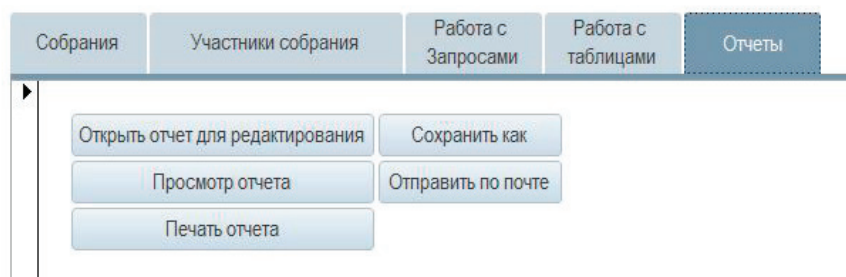 Собрания
Участники собрания
Работа с
Запросами
Работа с
таблицами
Отчеты
Открыть отчет для редактирования
Сохранить как
Просмотр отчета
Отправить по почте
Печать отчета